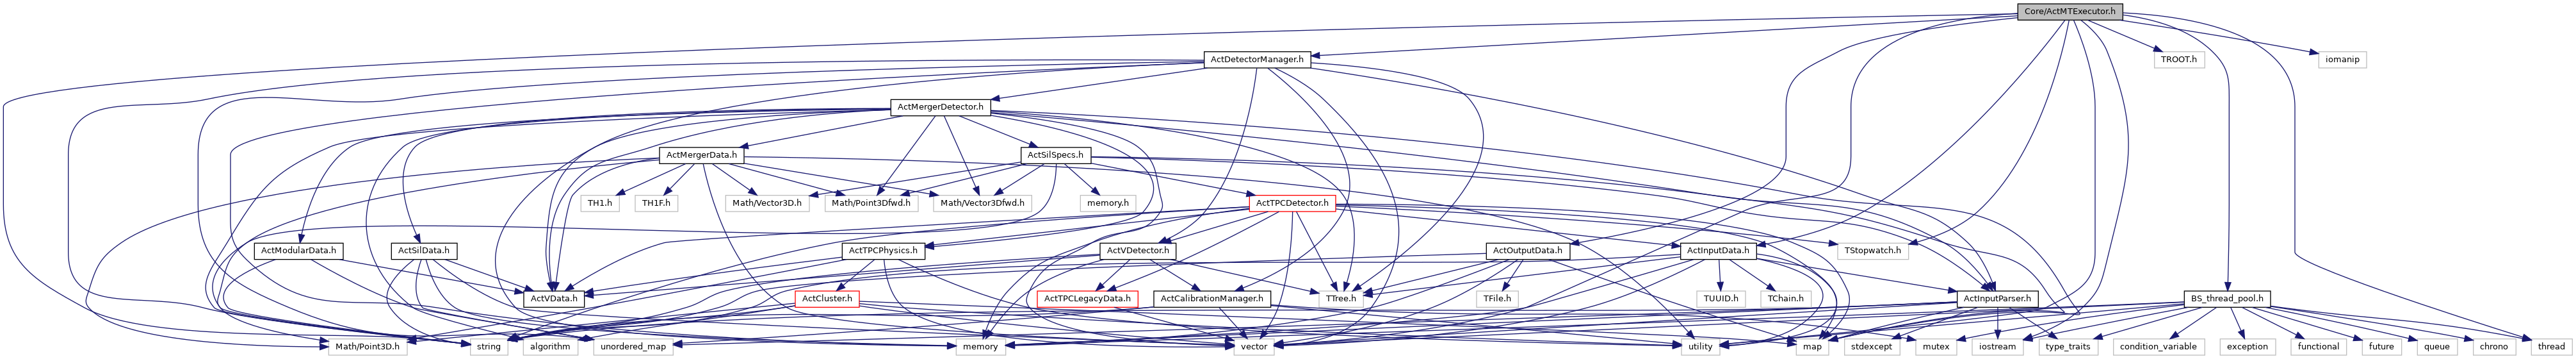 Core/ActMTExecutor.h
ActDetectorManager.h
TROOT.h
iomanip
ActMergerDetector.h
ActMergerData.h
ActSilSpecs.h
TH1.h
TH1F.h
Math/Vector3D.h
Math/Point3Dfwd.h
Math/Vector3Dfwd.h
memory.h
ActTPCDetector.h
ActModularData.h
ActSilData.h
ActTPCPhysics.h
ActVDetector.h
ActOutputData.h
TStopwatch.h
ActInputData.h
ActVData.h
ActCluster.h
ActTPCLegacyData.h
ActCalibrationManager.h
TTree.h
TFile.h
TUUID.h
TChain.h
ActInputParser.h
BS_thread_pool.h
Math/Point3D.h
string
algorithm
unordered_map
memory
vector
utility
map
stdexcept
mutex
iostream
type_traits
condition_variable
exception
functional
future
queue
chrono
thread